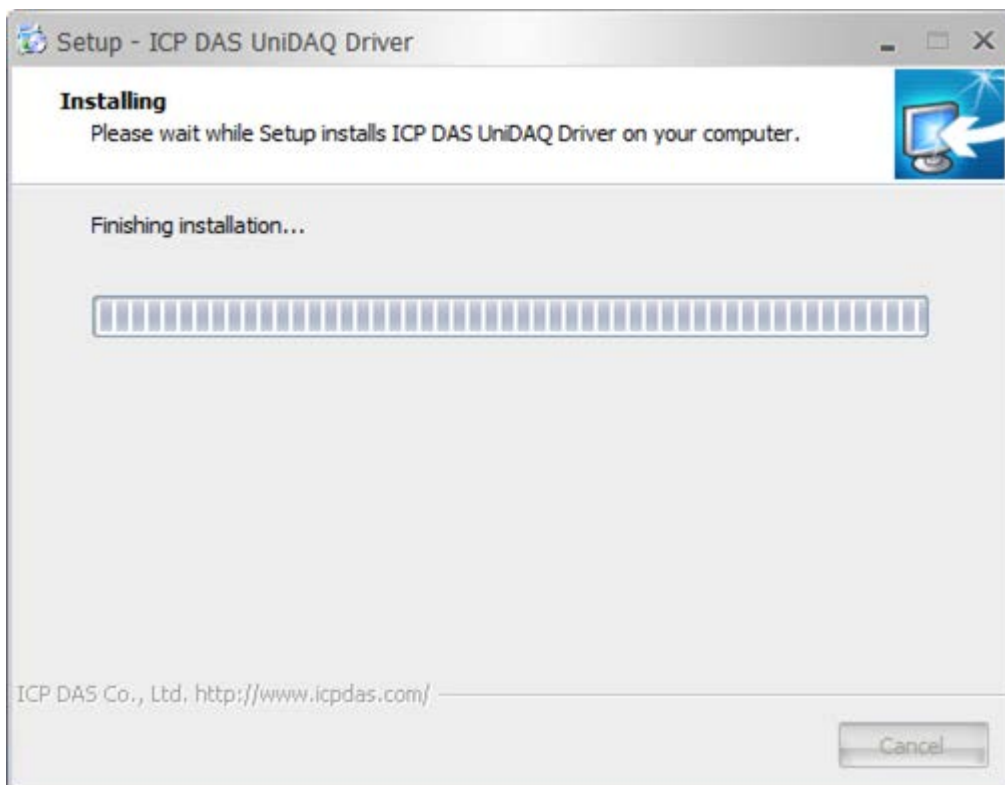 Setup - ICP DAS UniDAQ Driver
Installing
Please wait while Setup installs ICP DAS UniDAQ Driver on your computer.
Finishing installation...
ICP DAS Co., Ltd. http://www.icpdas.com/
Cancel